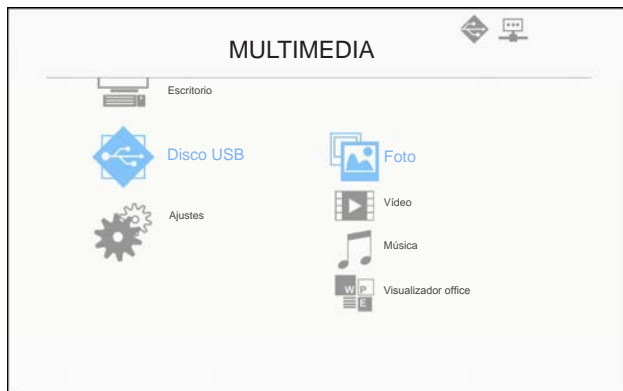 MULTIMEDIA
Escritorio
Disco USB
Ajustes
Foto
Vídeo
Música
Visualizador office
W P
E